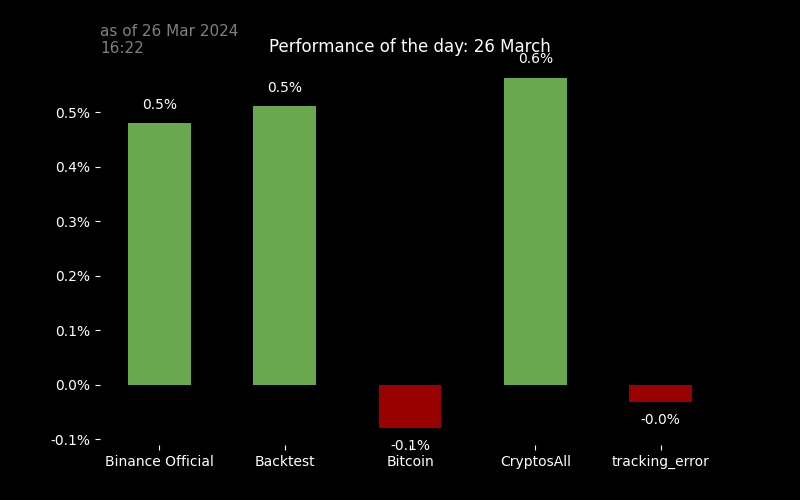 as of 26 Mar 2024
16:22
Performance of the day: 26 March
0.6%
0.5%
0.5%
0.5%
0.4%
0.3%
0.2%
0.1%
0.0%
-0.1%
-0.0%
-0.1%
Binance Official
Backtest
Bitcoin
CryptosAll
tracking_error